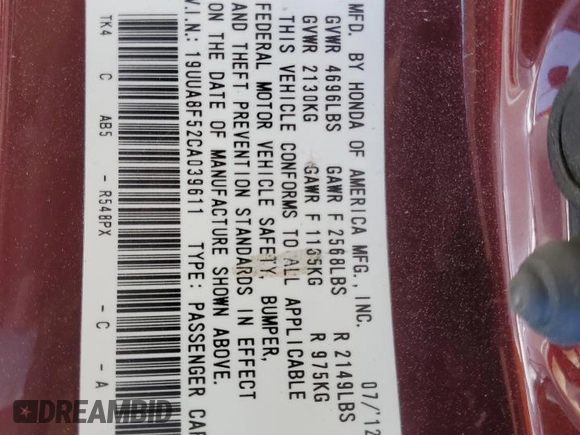 MFD. BY HONDA OF AMERICA MFG., INC. 07/'12
GVWR 4696LBS GAWR F 2568LBS R 2149LBS
GVWR 2130KG GAWR F 1165KG R 975KG
THIS VEHICLE CONFORMS TO ALL APPLICABLE
FEDERAL MOTOR VEHICLE SAFETY, BUMPER,
AND THEFT PREVENTION STANDARDS IN EFFECT
ON THE DATE OF MANUFACTURE SHOWN ABOVE.
V.I.N.: 19UUA8F52CA039611 TYPE: PASSENGER CAR
TK4 C AB5 - R548PX - C - A
DREAMBID